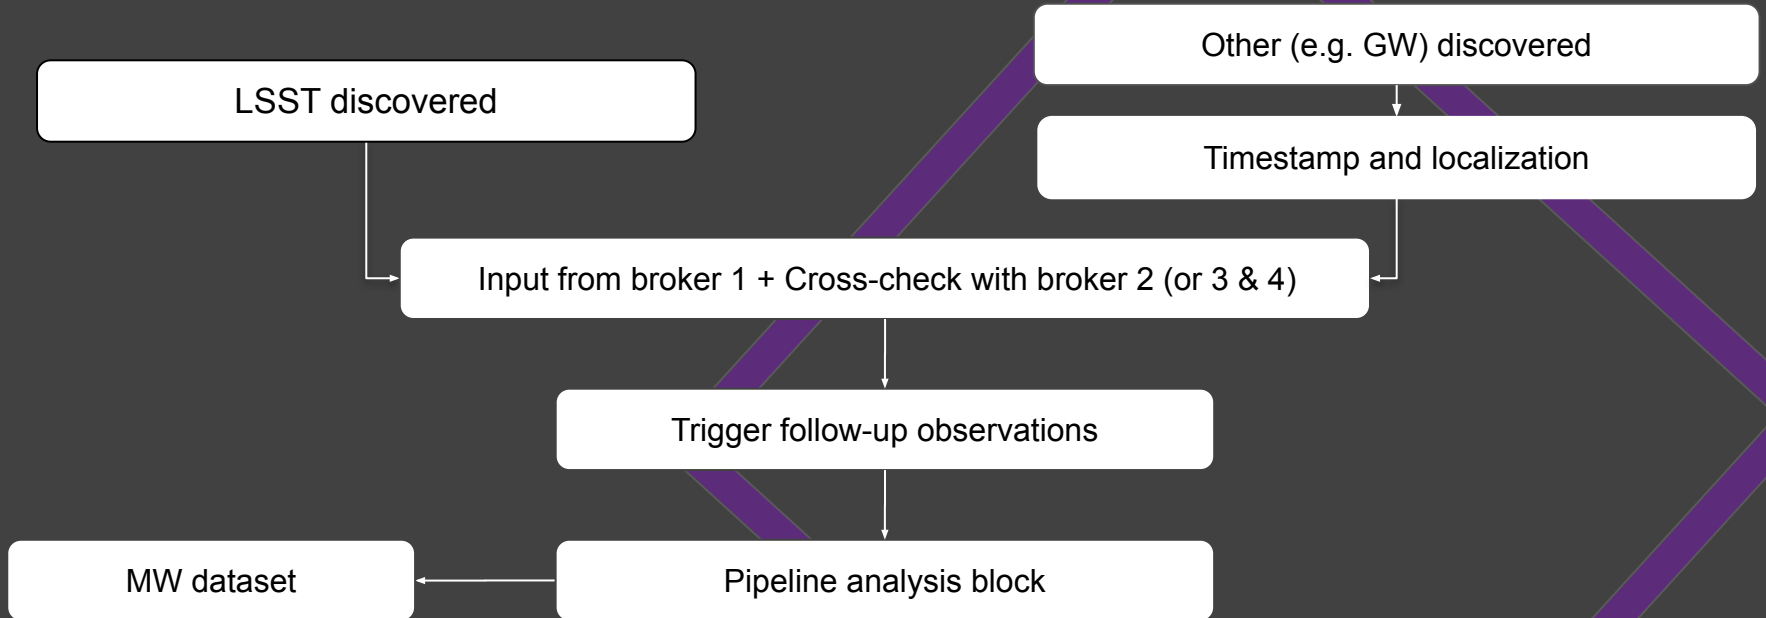 Other (e.g. GW) discovered
LSST discovered
Timestamp and localization
Input from broker 1 + Cross-check with broker 2 (or 3 & 4)
Trigger follow-up observations
MW dataset
Pipeline analysis block